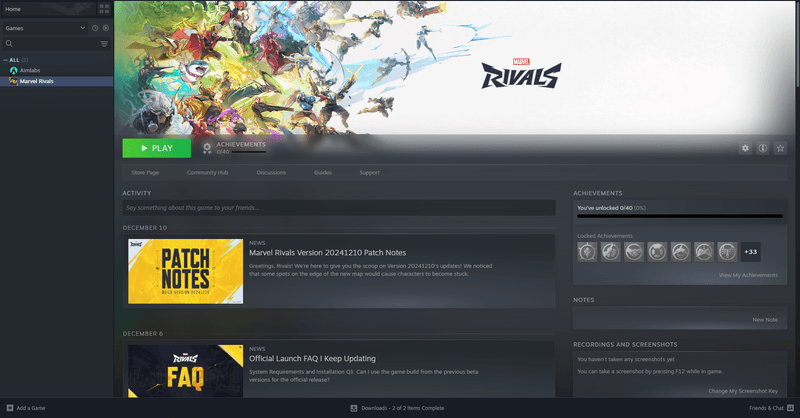 Home
Games
ALL
Aimlabs
Marvel Rivals
MARVEL
RIVALS
PLAY
ACHIEVEMENTS
0/40
Store Page
Community Hub
Discussions
Guides
Support
ACTIVITY
Say something about this game to your friends...
DECEMBER 10
RIVALS
PATCH
NOTES
BUILD VERSION 20241210
NEWS
Marvel Rivals Version 20241210 Patch Notes
Greetings, Rivals! We're here to give you the scoop on Version 20241210's updates! We noticed
that some spots on the edge of the new map would cause characters to become stuck.
DECEMBER 6
RIVALS
FAQ
NEWS
Official Launch FAQ I Keep Updating
System Requirements and Installation Q1: Can I use the game build from the previous beta
versions for the official release?
ACHIEVEMENTS
You've unlocked 0/40 (0%)
Locked Achievements
+33
View My Achievements
NOTES
New Note
RECORDINGS AND SCREENSHOTS
You haven't taken any screenshots yet
You can take a screenshot by pressing F12 while in game.
Change My Screenshot Key
Add a Game
Downloads - 2 of 2 Items Complete
Friends & Chat